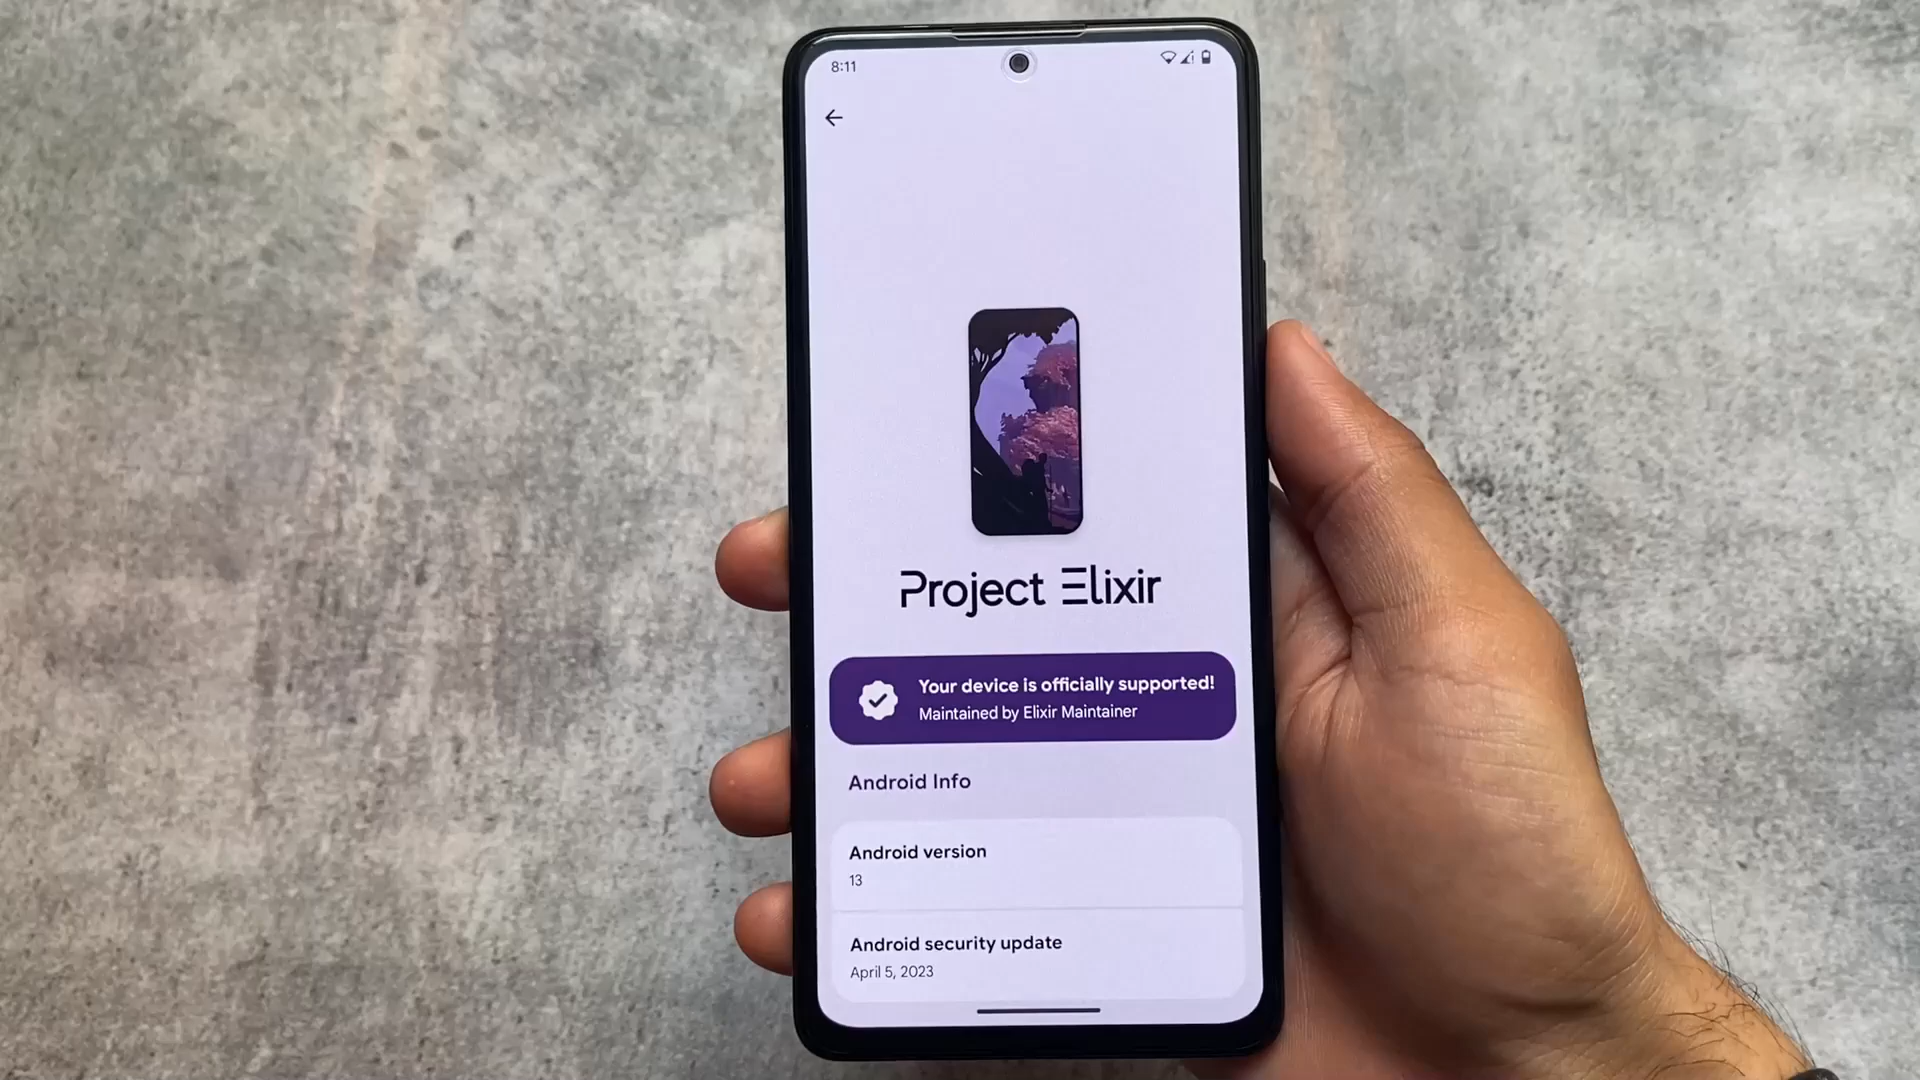 8:11
Project Elixir
Your device is officially supported!
Maintained by Elixir Maintainer
Android Info
Android version
13
Android security update
April 5, 2023